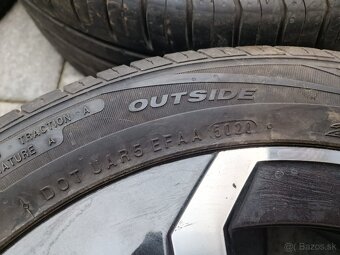 TRACTION A
OUTSIDE
ATURE A
DOT UAR5 EFAA 5020
Bazos.sk